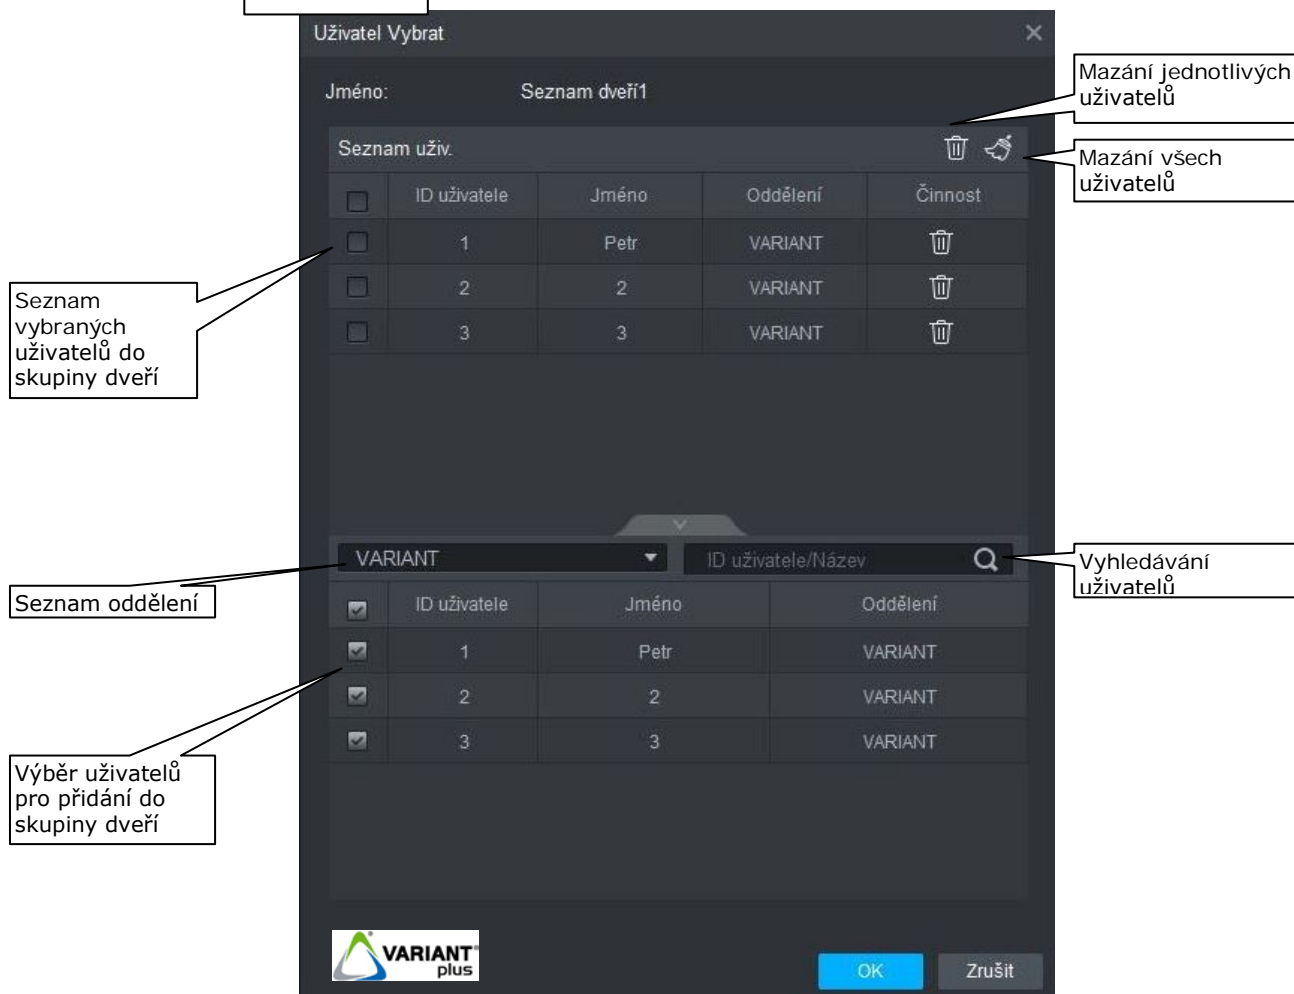 Uživatel Vybrat
Jméno: Seznam dveří1
Mazání jednotlivých
uživatelů
Seznam uživ.
Mazání všech
uživatelů
ID uživatele Jméno Oddělení Činnost
1 Petr VARIANT
2 2 VARIANT
3 3 VARIANT
Seznam
vybraných
uživatelů do
skupiny dveří
VARIANT ID uživatele/Název
Vyhledávání
uživatelů
Seznam oddělení
ID uživatele Jméno Oddělení
1 Petr VARIANT
2 2 VARIANT
3 3 VARIANT
Výběr uživatelů
pro přidání do
skupiny dveří
VARIANT®
plus
OK Zrušit